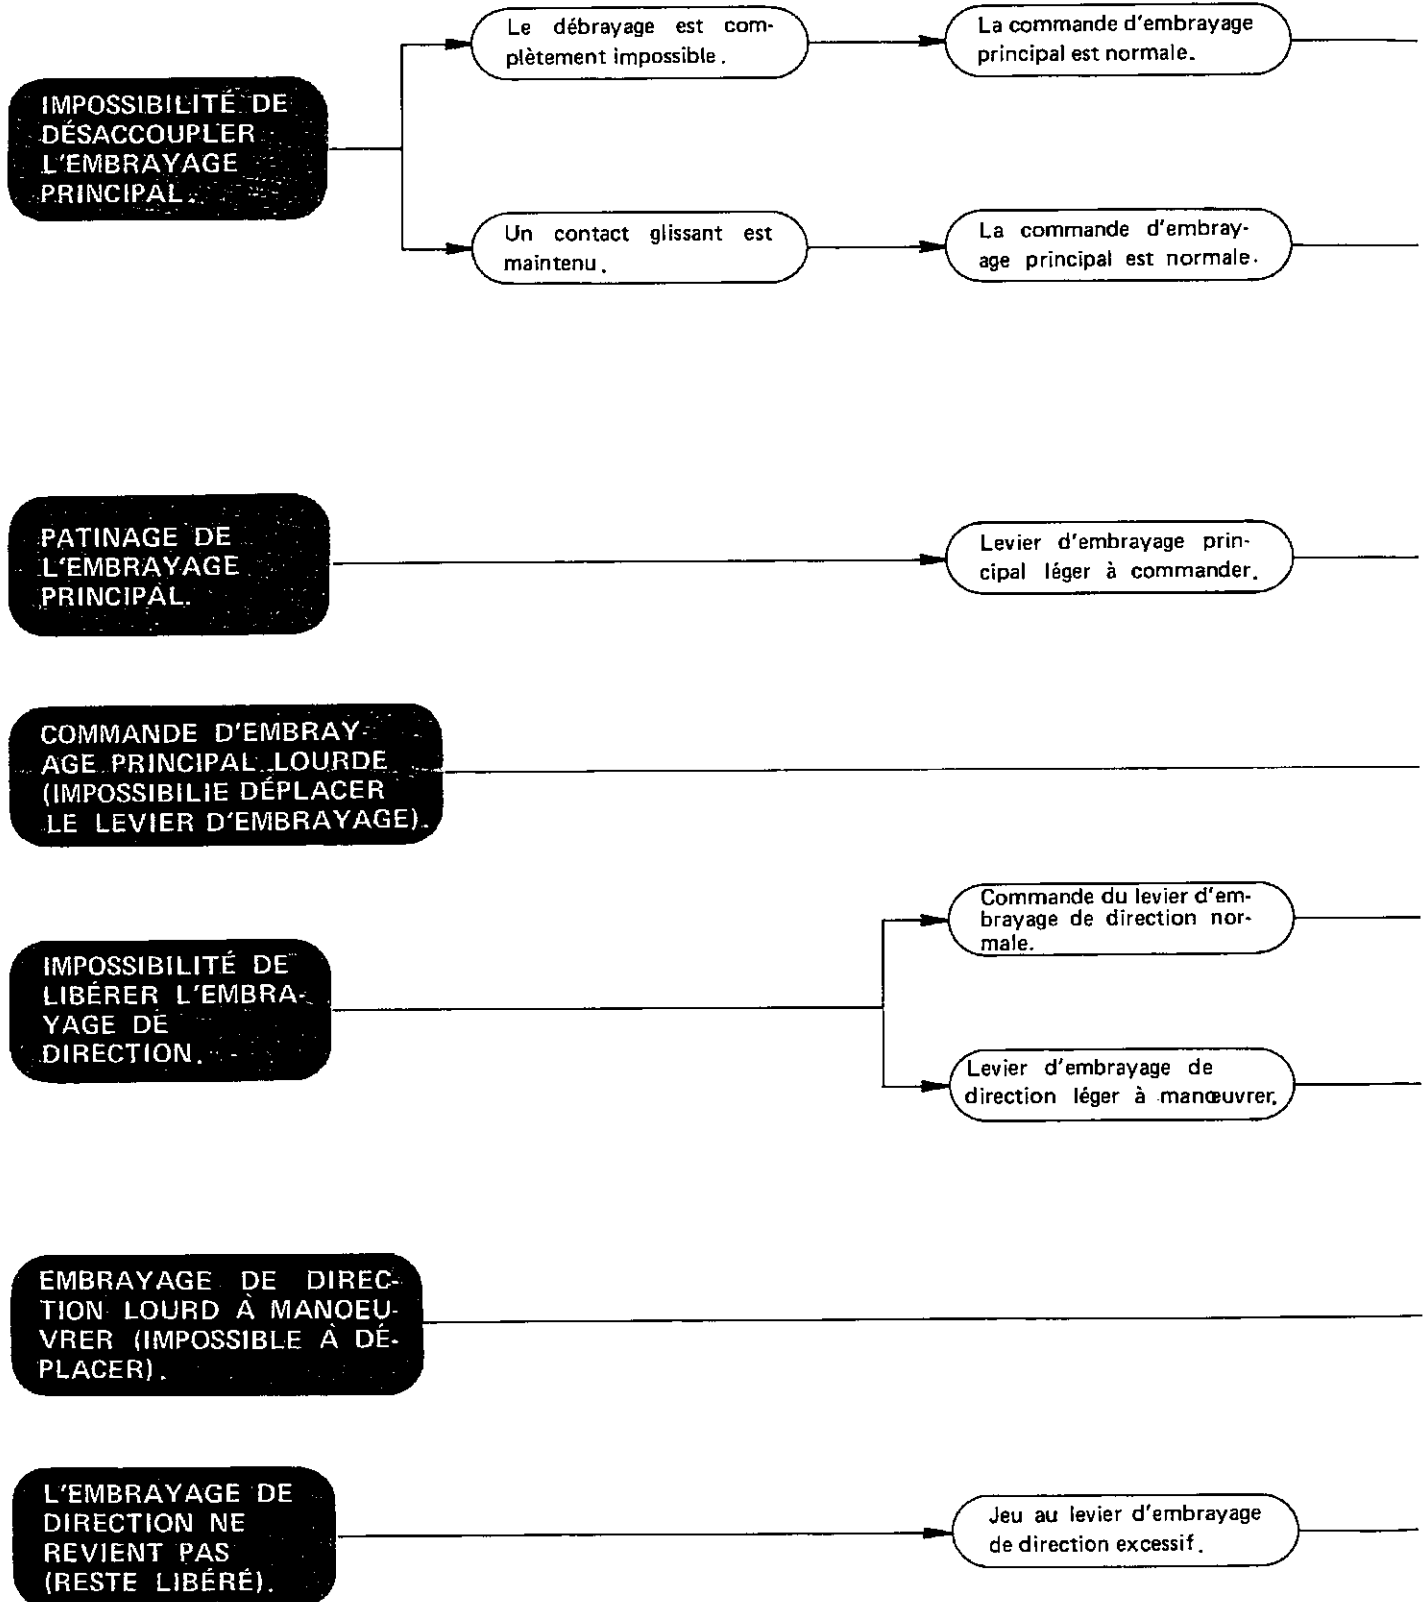 IMPOSSIBILITÉ DE
DÉSACCOUPLER
L'EMBRAYAGE
PRINCIPAL.
Le débrayage est com-
plètement impossible.
La commande d'embrayage
principal est normale.
Un contact glissant est
maintenu.
La commande d'embray-
age principal est normale.
PATINAGE DE
L'EMBRAYAGE
PRINCIPAL.
Levier d'embrayage prin-
cipal léger à commander.
COMMANDE D'EMBRAY-
AGE PRINCIPAL LOURDE
(IMPOSSIBILIE DÉPLACER
LE LEVIER D'EMBRAYAGE).
IMPOSSIBILITÉ DE
LIBÉRER L'EMBRA-
YAGE DE
DIRECTION.
Commande du levier d'em-
brayage de direction nor-
male.
Levier d'embrayage de
direction léger à manœuvrer.
EMBRAYAGE DE DIREC-
TION LOURD À MANOEU-
VRER (IMPOSSIBLE À DÉ-
PLACER).
L'EMBRAYAGE DE
DIRECTION NE
REVIENT PAS
(RESTE LIBÉRÉ).
Jeu au levier d'embrayage
de direction excessif.